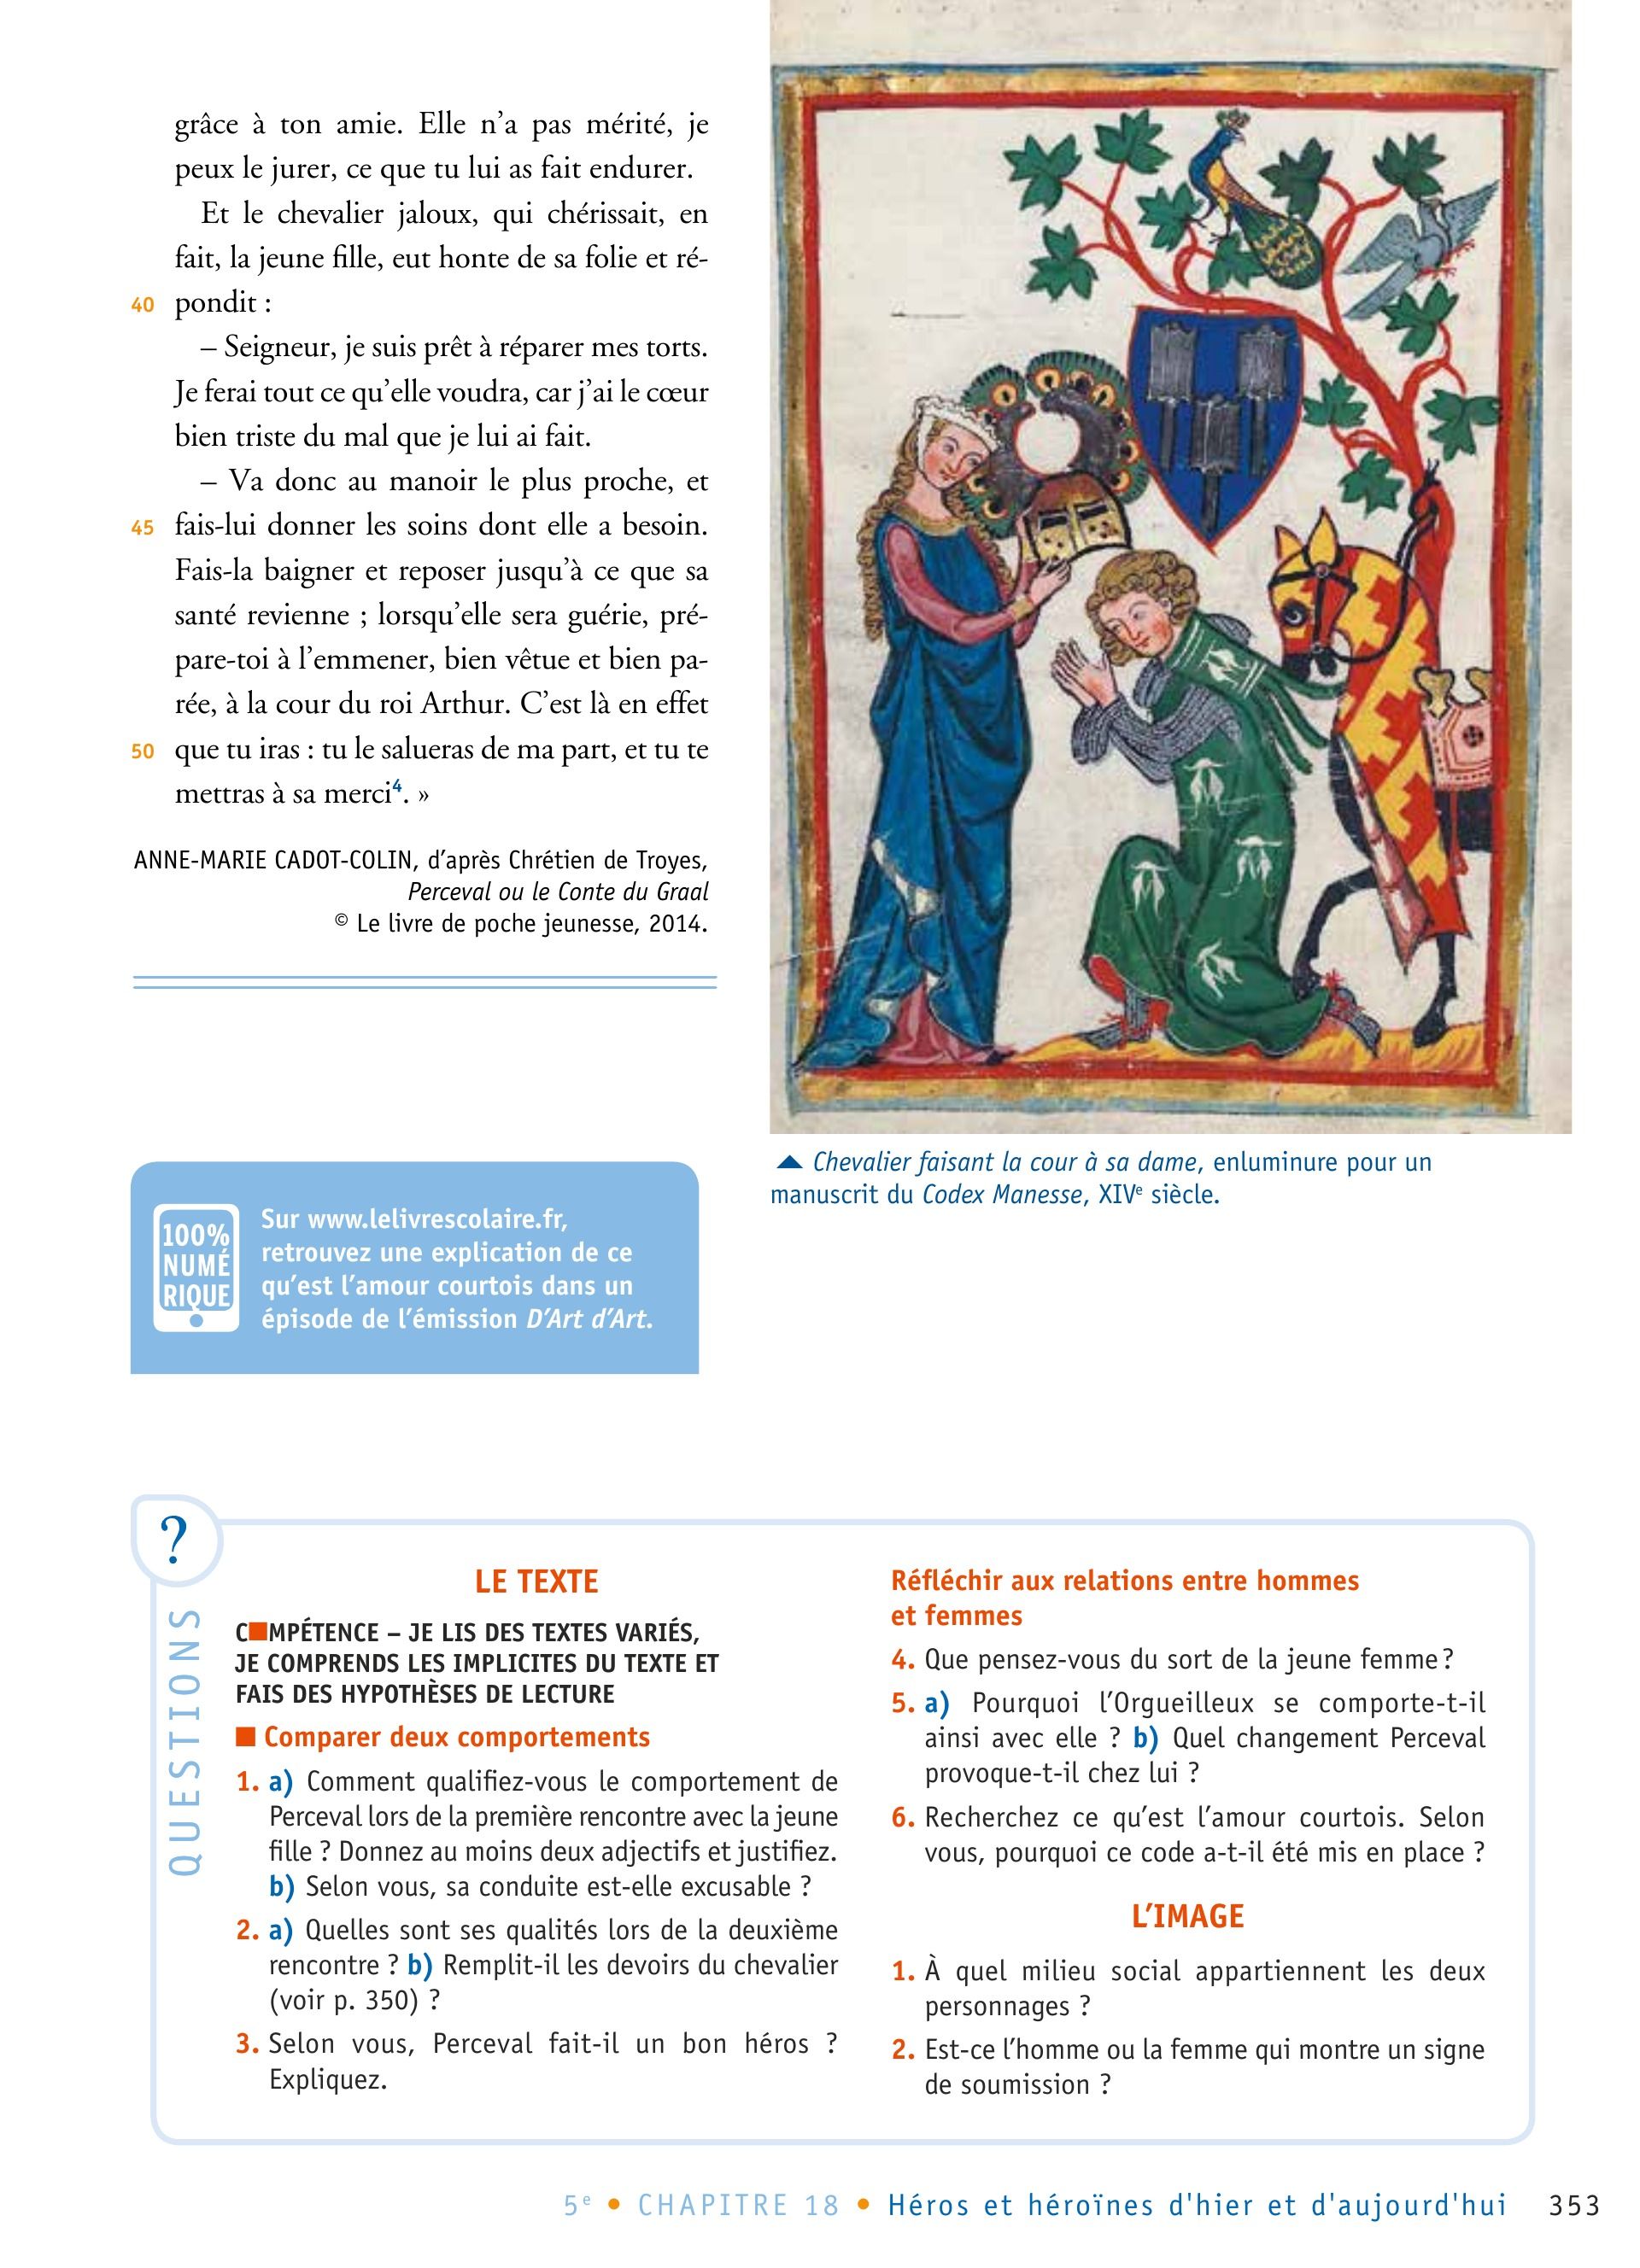 grâce à ton amie. Elle n’a pas mérité, je
peux le jurer, ce que tu lui as fait endurer.
Et le chevalier jaloux, qui chérissait, en
fait, la jeune fille, eut honte de sa folie et ré-
40 pondit :
– Seigneur, je suis prêt à réparer mes torts.
Je ferai tout ce qu’elle voudra, car j’ai le cœur
bien triste du mal que je lui ai fait.
– Va donc au manoir le plus proche, et
45 fais-lui donner les soins dont elle a besoin.
Fais-la baigner et reposer jusqu’à ce que sa
santé revienne ; lorsqu’elle sera guérie, pré-
pare-toi à l’emmener, bien vêtue et bien pa-
rée, à la cour du roi Arthur. C’est là en effet
50 que tu iras : tu le salueras de ma part, et tu te
mettras à sa merci4. »
ANNE-MARIE CADOT-COLIN, d’après Chrétien de Troyes,
Perceval ou le Conte du Graal
© Le livre de poche jeunesse, 2014.
Chevalier faisant la cour à sa dame, enluminure pour un
manuscrit du Codex Manesse, XIVe siècle.
100%
NUMÉ
RIQUE
Sur www.lelivrescolaire.fr,
retrouvez une explication de ce
qu’est l’amour courtois dans un
épisode de l’émission D’Art d’Art.
?
QUESTIONS
LE TEXTE
C■MPÉTENCE – JE LIS DES TEXTES VARIÉS,
JE COMPRENDS LES IMPLICITES DU TEXTE ET
FAIS DES HYPOTHÈSES DE LECTURE
■ Comparer deux comportements
1. a) Comment qualifiez-vous le comportement de
Perceval lors de la première rencontre avec la jeune
fille ? Donnez au moins deux adjectifs et justifiez.
b) Selon vous, sa conduite est-elle excusable ?
2. a) Quelles sont ses qualités lors de la deuxième
rencontre ? b) Remplit-il les devoirs du chevalier
(voir p. 350) ?
3. Selon vous, Perceval fait-il un bon héros ?
Expliquez.
Réfléchir aux relations entre hommes
et femmes
4. Que pensez-vous du sort de la jeune femme ?
5. a) Pourquoi l’Orgueilleux se comporte-t-il
ainsi avec elle ? b) Quel changement Perceval
provoque-t-il chez lui ?
6. Recherchez ce qu’est l’amour courtois. Selon
vous, pourquoi ce code a-t-il été mis en place ?
L’IMAGE
1. À quel milieu social appartiennent les deux
personnages ?
2. Est-ce l’homme ou la femme qui montre un signe
de soumission ?
5e • CHAPITRE 18 • Héros et héroïnes d'hier et d'aujourd'hui 353